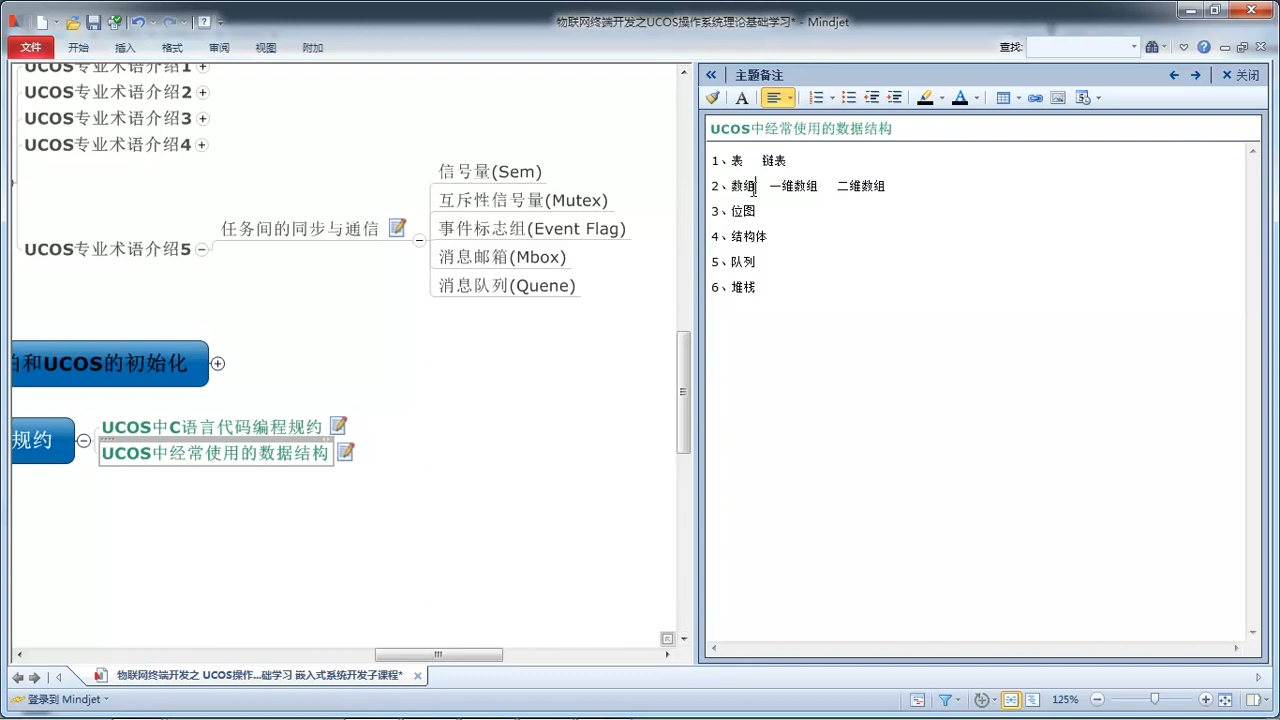 物联网终端开发之UCOS操作系统理论基础学习* - Mindjet
文件 开始 插入 格式 审阅 视图 附加 查找:
UCOS专业术语介绍1
UCOS专业术语介绍2
UCOS专业术语介绍3
UCOS专业术语介绍4
UCOS专业术语介绍5
任务间的同步与通信
信号量(Sem)
互斥性信号量(Mutex)
事件标志组(Event Flag)
消息邮箱(Mbox)
消息队列(Quene)
和UCOS的初始化
规约
UCOS中C语言代码编程规约
UCOS中经常使用的数据结构
主题备注 关闭
UCOS中经常使用的数据结构
1、表 链表
2、数组 一维数组 二维数组
3、位图
4、结构体
5、队列
6、堆栈
物联网终端开发之 UCOS操作...础学习 嵌入式系统开发子课程*
登录到 Mindjet 125%